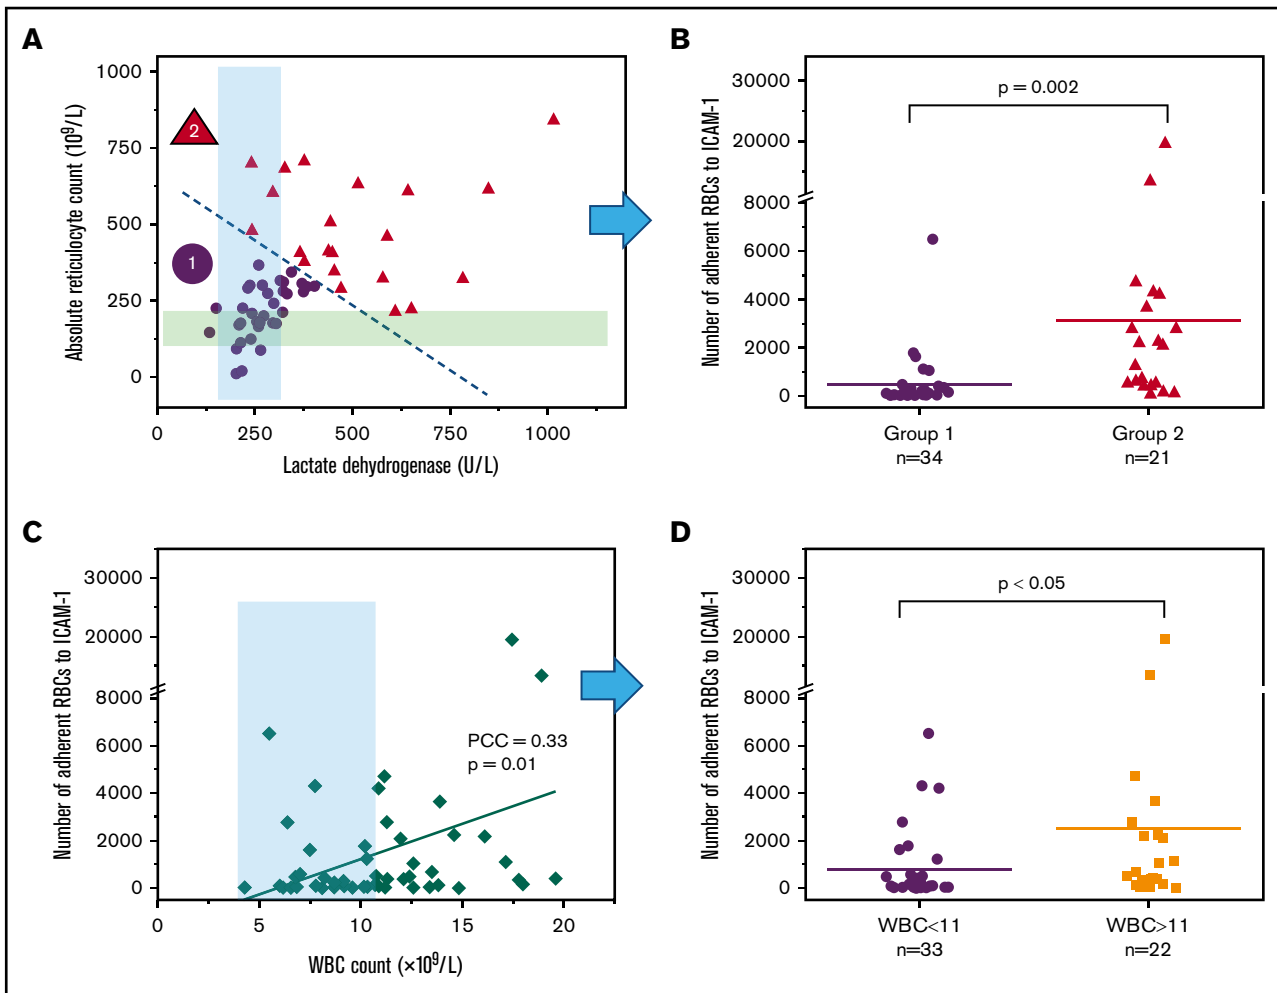 A
Absolute reticulocyte count (10⁹/L)
1000
750
500
250
0
2
1
0
250
500
750
1000
Lactate dehydrogenase (U/L)
B
Number of adherent RBCs to ICAM-1
30000
20000
8000
6000
4000
2000
0
p = 0.002
Group 1
n=34
Group 2
n=21
C
Number of adherent RBCs to ICAM-1
30000
20000
8000
6000
4000
2000
0
PCC = 0.33
p = 0.01
0
5
10
15
20
WBC count (×10⁹/L)
D
Number of adherent RBCs to ICAM-1
30000
20000
8000
6000
4000
2000
0
p < 0.05
WBC<11
n=33
WBC>11
n=22